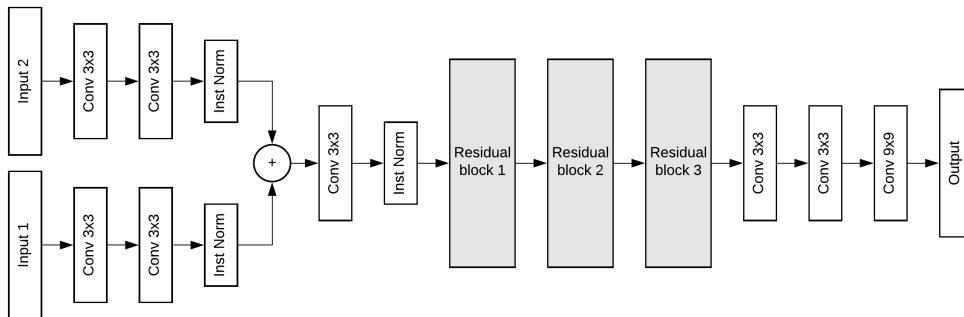 Input 2
Conv 3x3
Conv 3x3
Inst Norm
Input 1
Conv 3x3
Conv 3x3
Inst Norm
+
Conv 3x3
Inst Norm
Residual
block 1
Residual
block 2
Residual
block 3
Conv 3x3
Conv 3x3
Conv 9x9
Output